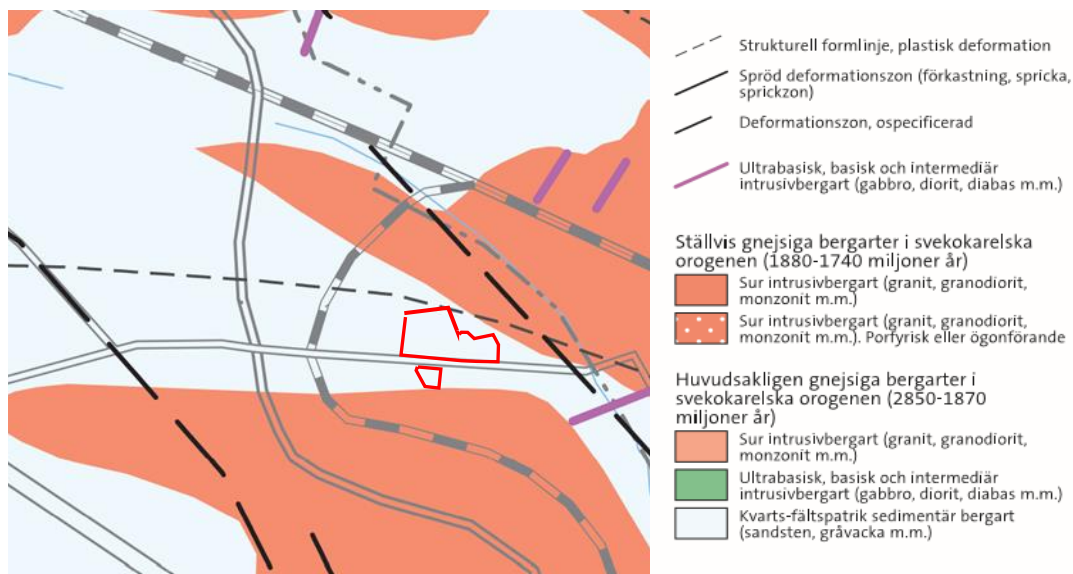 Strukturell formlinje, plastisk deformation
Spröd deformationszon (förkastning, spricka,
sprickzon)
Deformationszon, ospecificerad
Ultrabasisk, basisk och intermediär
intrusivbergart (gabbro, diorit, diabas m.m.)
Ställvis gnejsiga bergarter i svekokarelska
orogenen (1880-1740 miljoner år)
Sur intrusivbergart (granit, granodiorit,
monzonit m.m.)
Sur intrusivbergart (granit, granodiorit,
monzonit m.m.). Porfyrisk eller ögonförande
Huvudsakligen gnejsiga bergarter i
svekokarelska orogenen (2850-1870
miljoner år)
Sur intrusivbergart (granit, granodiorit,
monzonit m.m.)
Ultrabasisk, basisk och intermediär
intrusivbergart (gabbro, diorit, diabas m.m.)
Kvarts-fältspatrik sedimentär bergart
(sandsten, gråvacka m.m.)